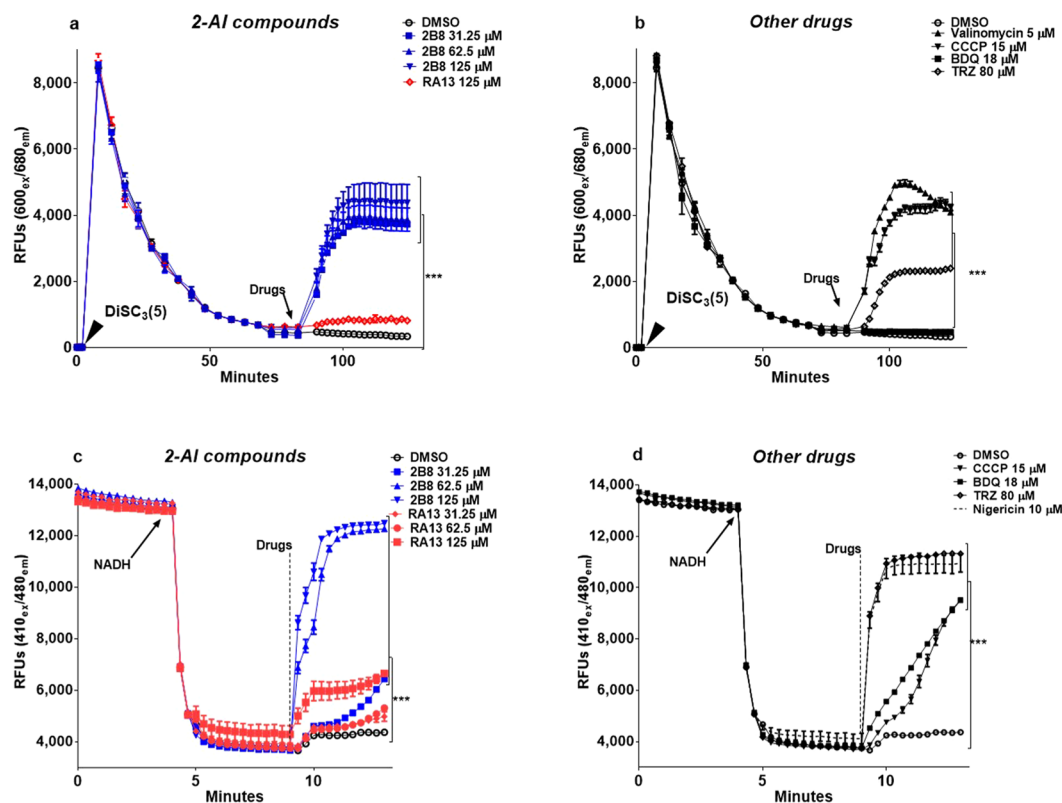 a
2-AI compounds
DMSO
2B8 31.25 μM
2B8 62.5 μM
2B8 125 μM
RA13 125 μM
8,000
6,000
4,000
2,000
0
RFUs (600ex/680em)
DiSC3(5)
Drugs
***
0
50
100
Minutes
b
Other drugs
DMSO
Valinomycin 5 μM
CCCP 15 μM
BDQ 18 μM
TRZ 80 μM
8,000
6,000
4,000
2,000
0
RFUs (600ex/680em)
DiSC3(5)
Drugs
***
0
50
100
Minutes
c
2-AI compounds
DMSO
2B8 31.25 μM
2B8 62.5 μM
2B8 125 μM
RA13 31.25 μM
RA13 62.5 μM
RA13 125 μM
14,000
12,000
10,000
8,000
6,000
4,000
RFUs (410ex/480em)
NADH
Drugs
***
0
5
10
Minutes
d
Other drugs
DMSO
CCCP 15 μM
BDQ 18 μM
TRZ 80 μM
Nigericin 10 μM
14,000
12,000
10,000
8,000
6,000
4,000
RFUs (410ex/480em)
NADH
Drugs
***
0
5
10
Minutes